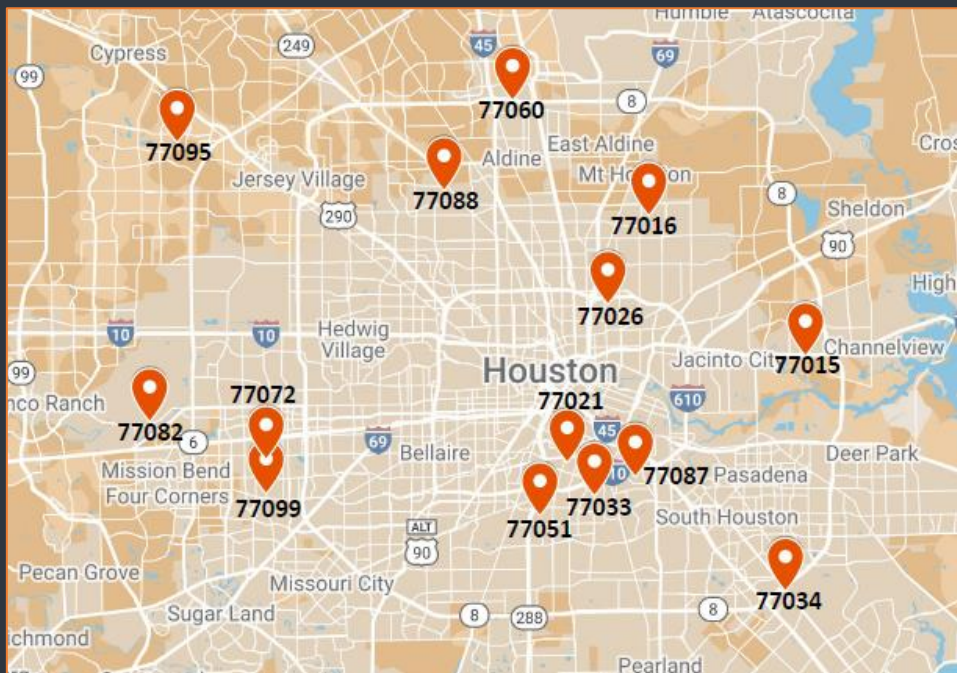 Humble
Atascocita
Cypress
249
45
69
99
77060
8
77095
Aldine
East Aldine
Jersey Village
77088
Mt Houston
77016
8
Sheldon
290
90
Cros
High
77026
10
10
Hedwig
Village
Jacinto City
77015
Channelview
99
Houston
77072
77021
610
nco Ranch
77082
6
69
45
Bellaire
Mission Bend
Four Corners
77099
77087
Pasadena
Deer Park
10
77033
77051
South Houston
ALT
90
Pecan Grove
Missouri City
77034
Sugar Land
8
288
8
ichmond
Pearland